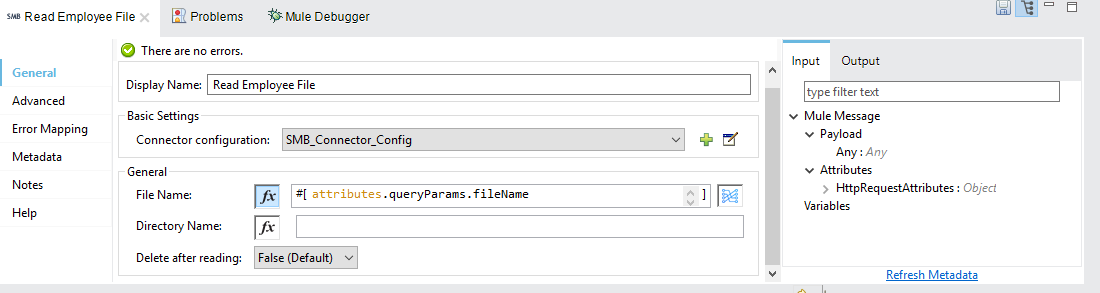 SMB Read Employee File
Problems
Mule Debugger
There are no errors.
General
Advanced
Error Mapping
Metadata
Notes
Help
Display Name: Read Employee File
Basic Settings
Connector configuration: SMB_Connector_Config
General
File Name: fx #[ attributes.queryParams.fileName ]
Directory Name: fx
Delete after reading: False (Default)
Input Output
type filter text
Mule Message
Payload
Any : Any
Attributes
HttpRequestAttributes : Object
Variables
Refresh Metadata